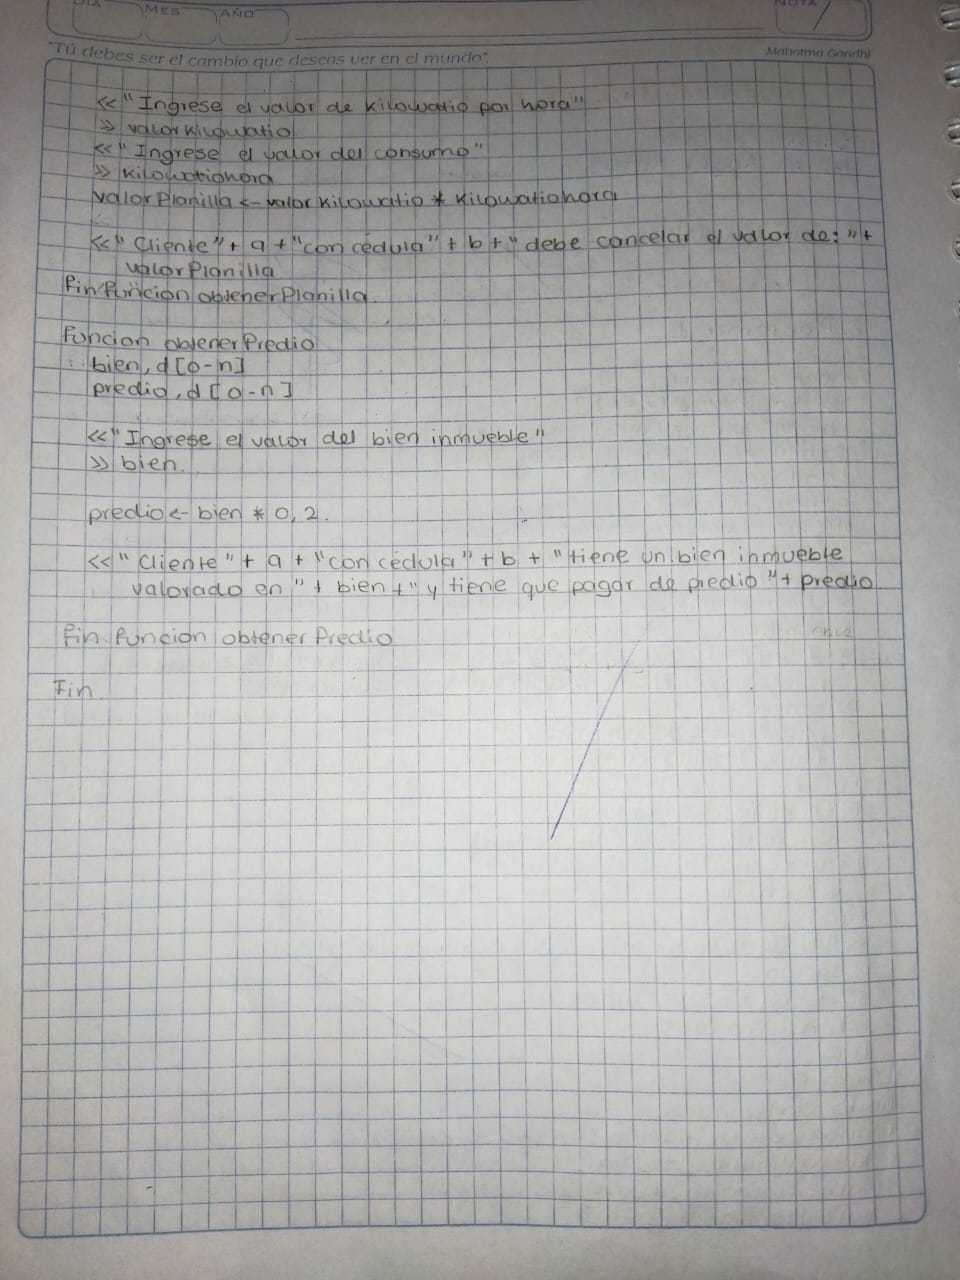 DIA MES AÑO NOTA
"Tú debes ser el cambio que deseas ver en el mundo". Mahatma Gandhi
<< "Ingrese el valor de kilowatio por hora"
>> valorkilowatio
<< "Ingrese el valor del consumo"
>> kilowatiohora
valorPlanilla <- valorkilowatio * kilowatiohora
<< "Cliente" + a + "con cédula" + b + "debe cancelar el valor de: " +
valorPlanilla
fin funcion obtenerPlanilla.
funcion obtenerPredio
bien, d [0-n]
predio, d [0-n]
<< "Ingrese el valor del bien inmueble"
>> bien.
predio <- bien * 0,2.
<< "Cliente" + a + "con cédula" + b + "tiene un bien inmueble
valorado en " + bien + " y tiene que pagar de predio " + predio.
fin funcion obtenerPredio
Fin.